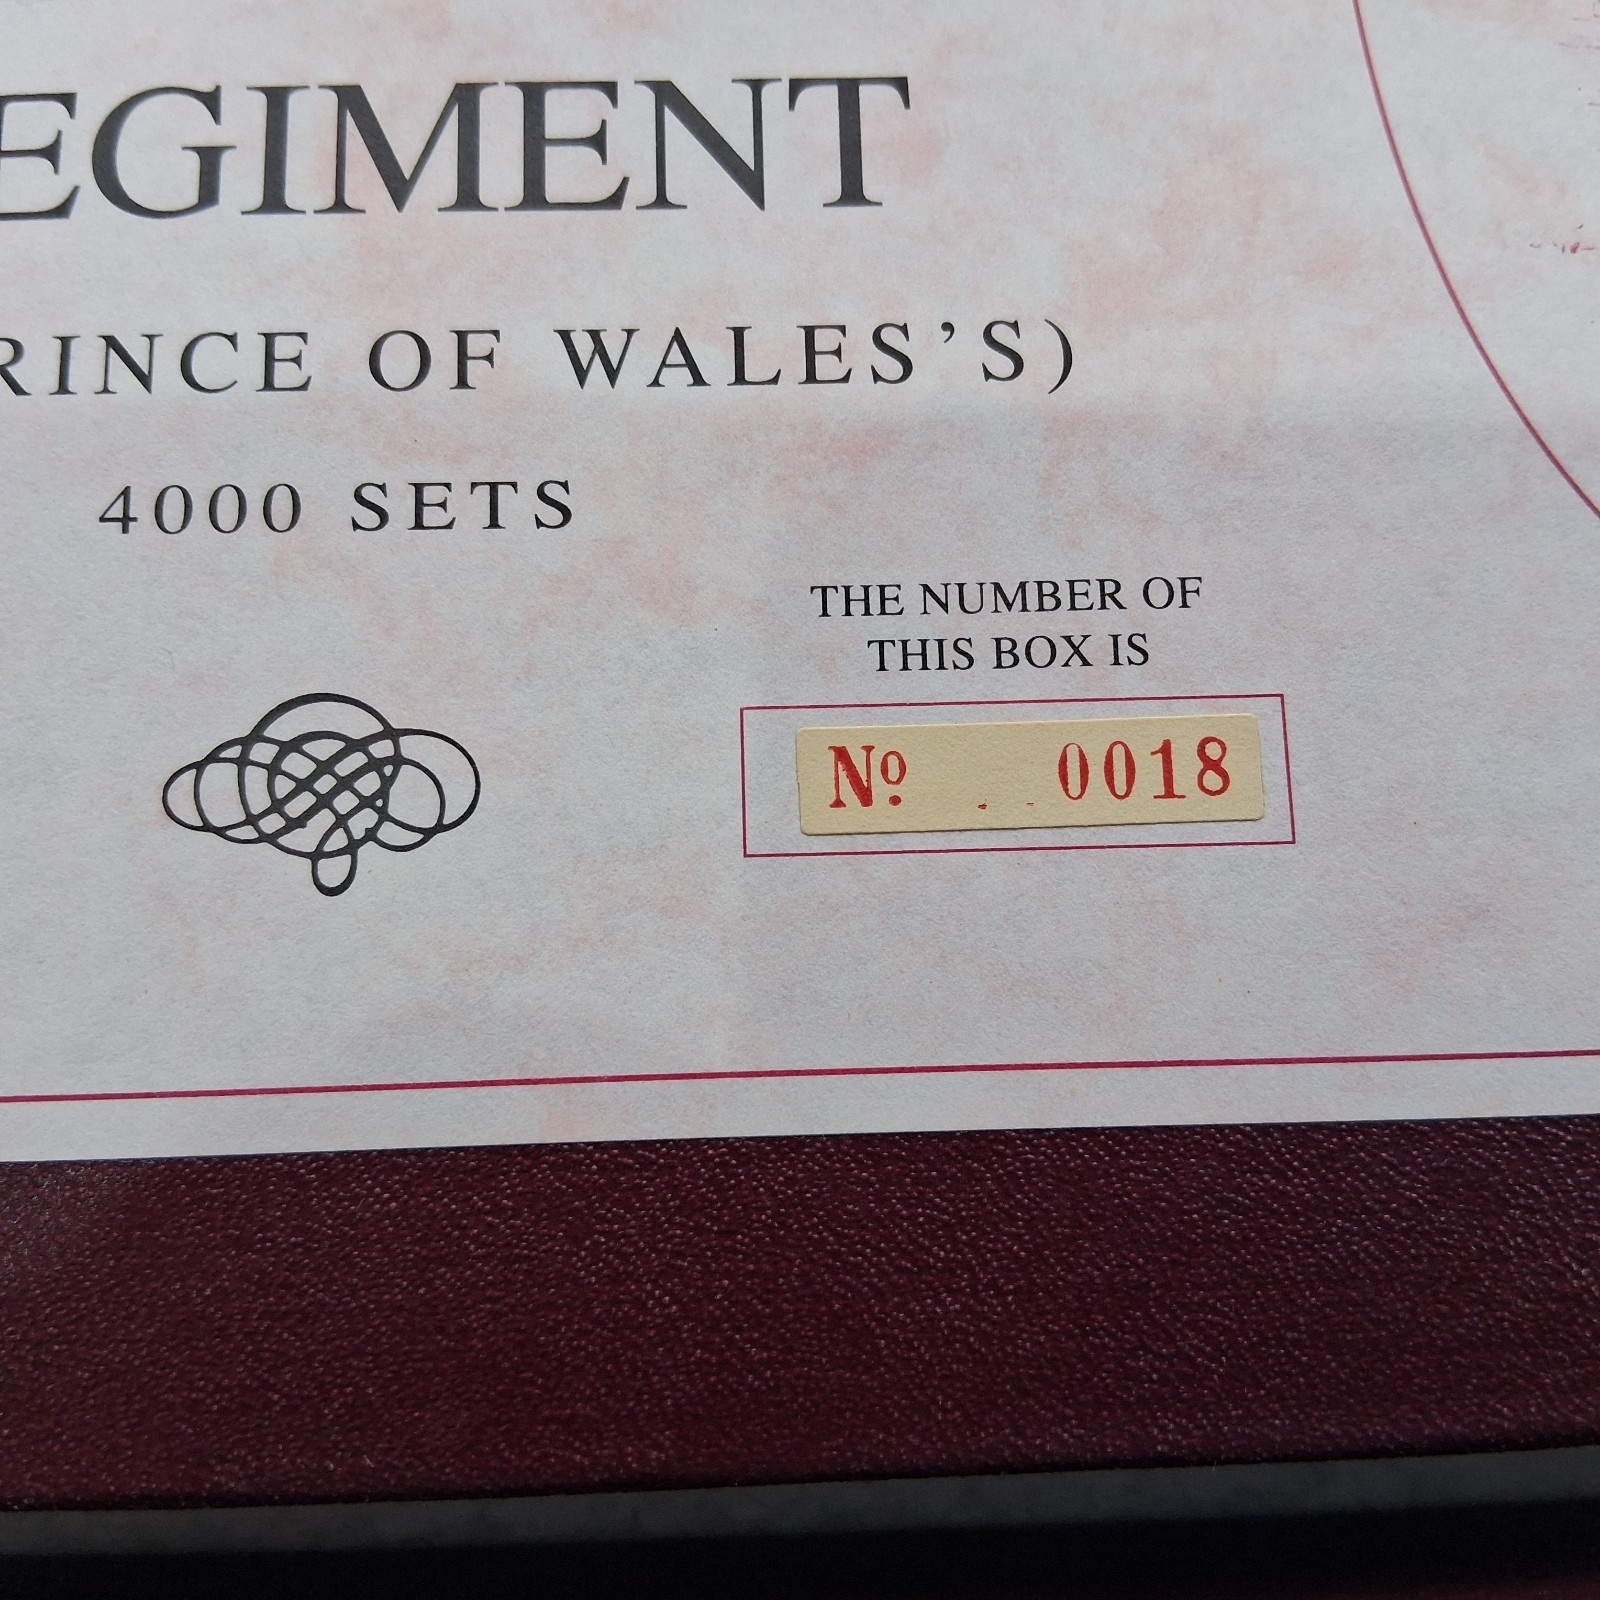 EGIMENT
RINCE OF WALES'S)
4000 SETS
THE NUMBER OF
THIS BOX IS
Nº 0018